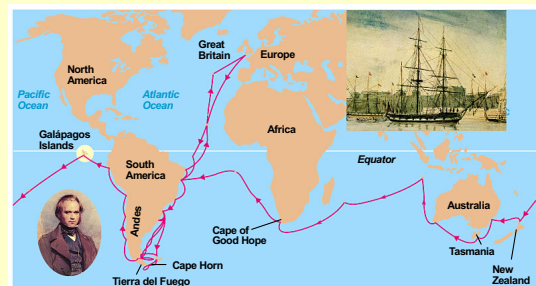 Great
Britain
Europe
North
America
Pacific
Ocean
Atlantic
Ocean
Galápagos
Islands
Africa
Equator
South
America
Andes
Australia
Cape of
Good Hope
Tasmania
Cape Horn
Tierra del Fuego
New
Zealand